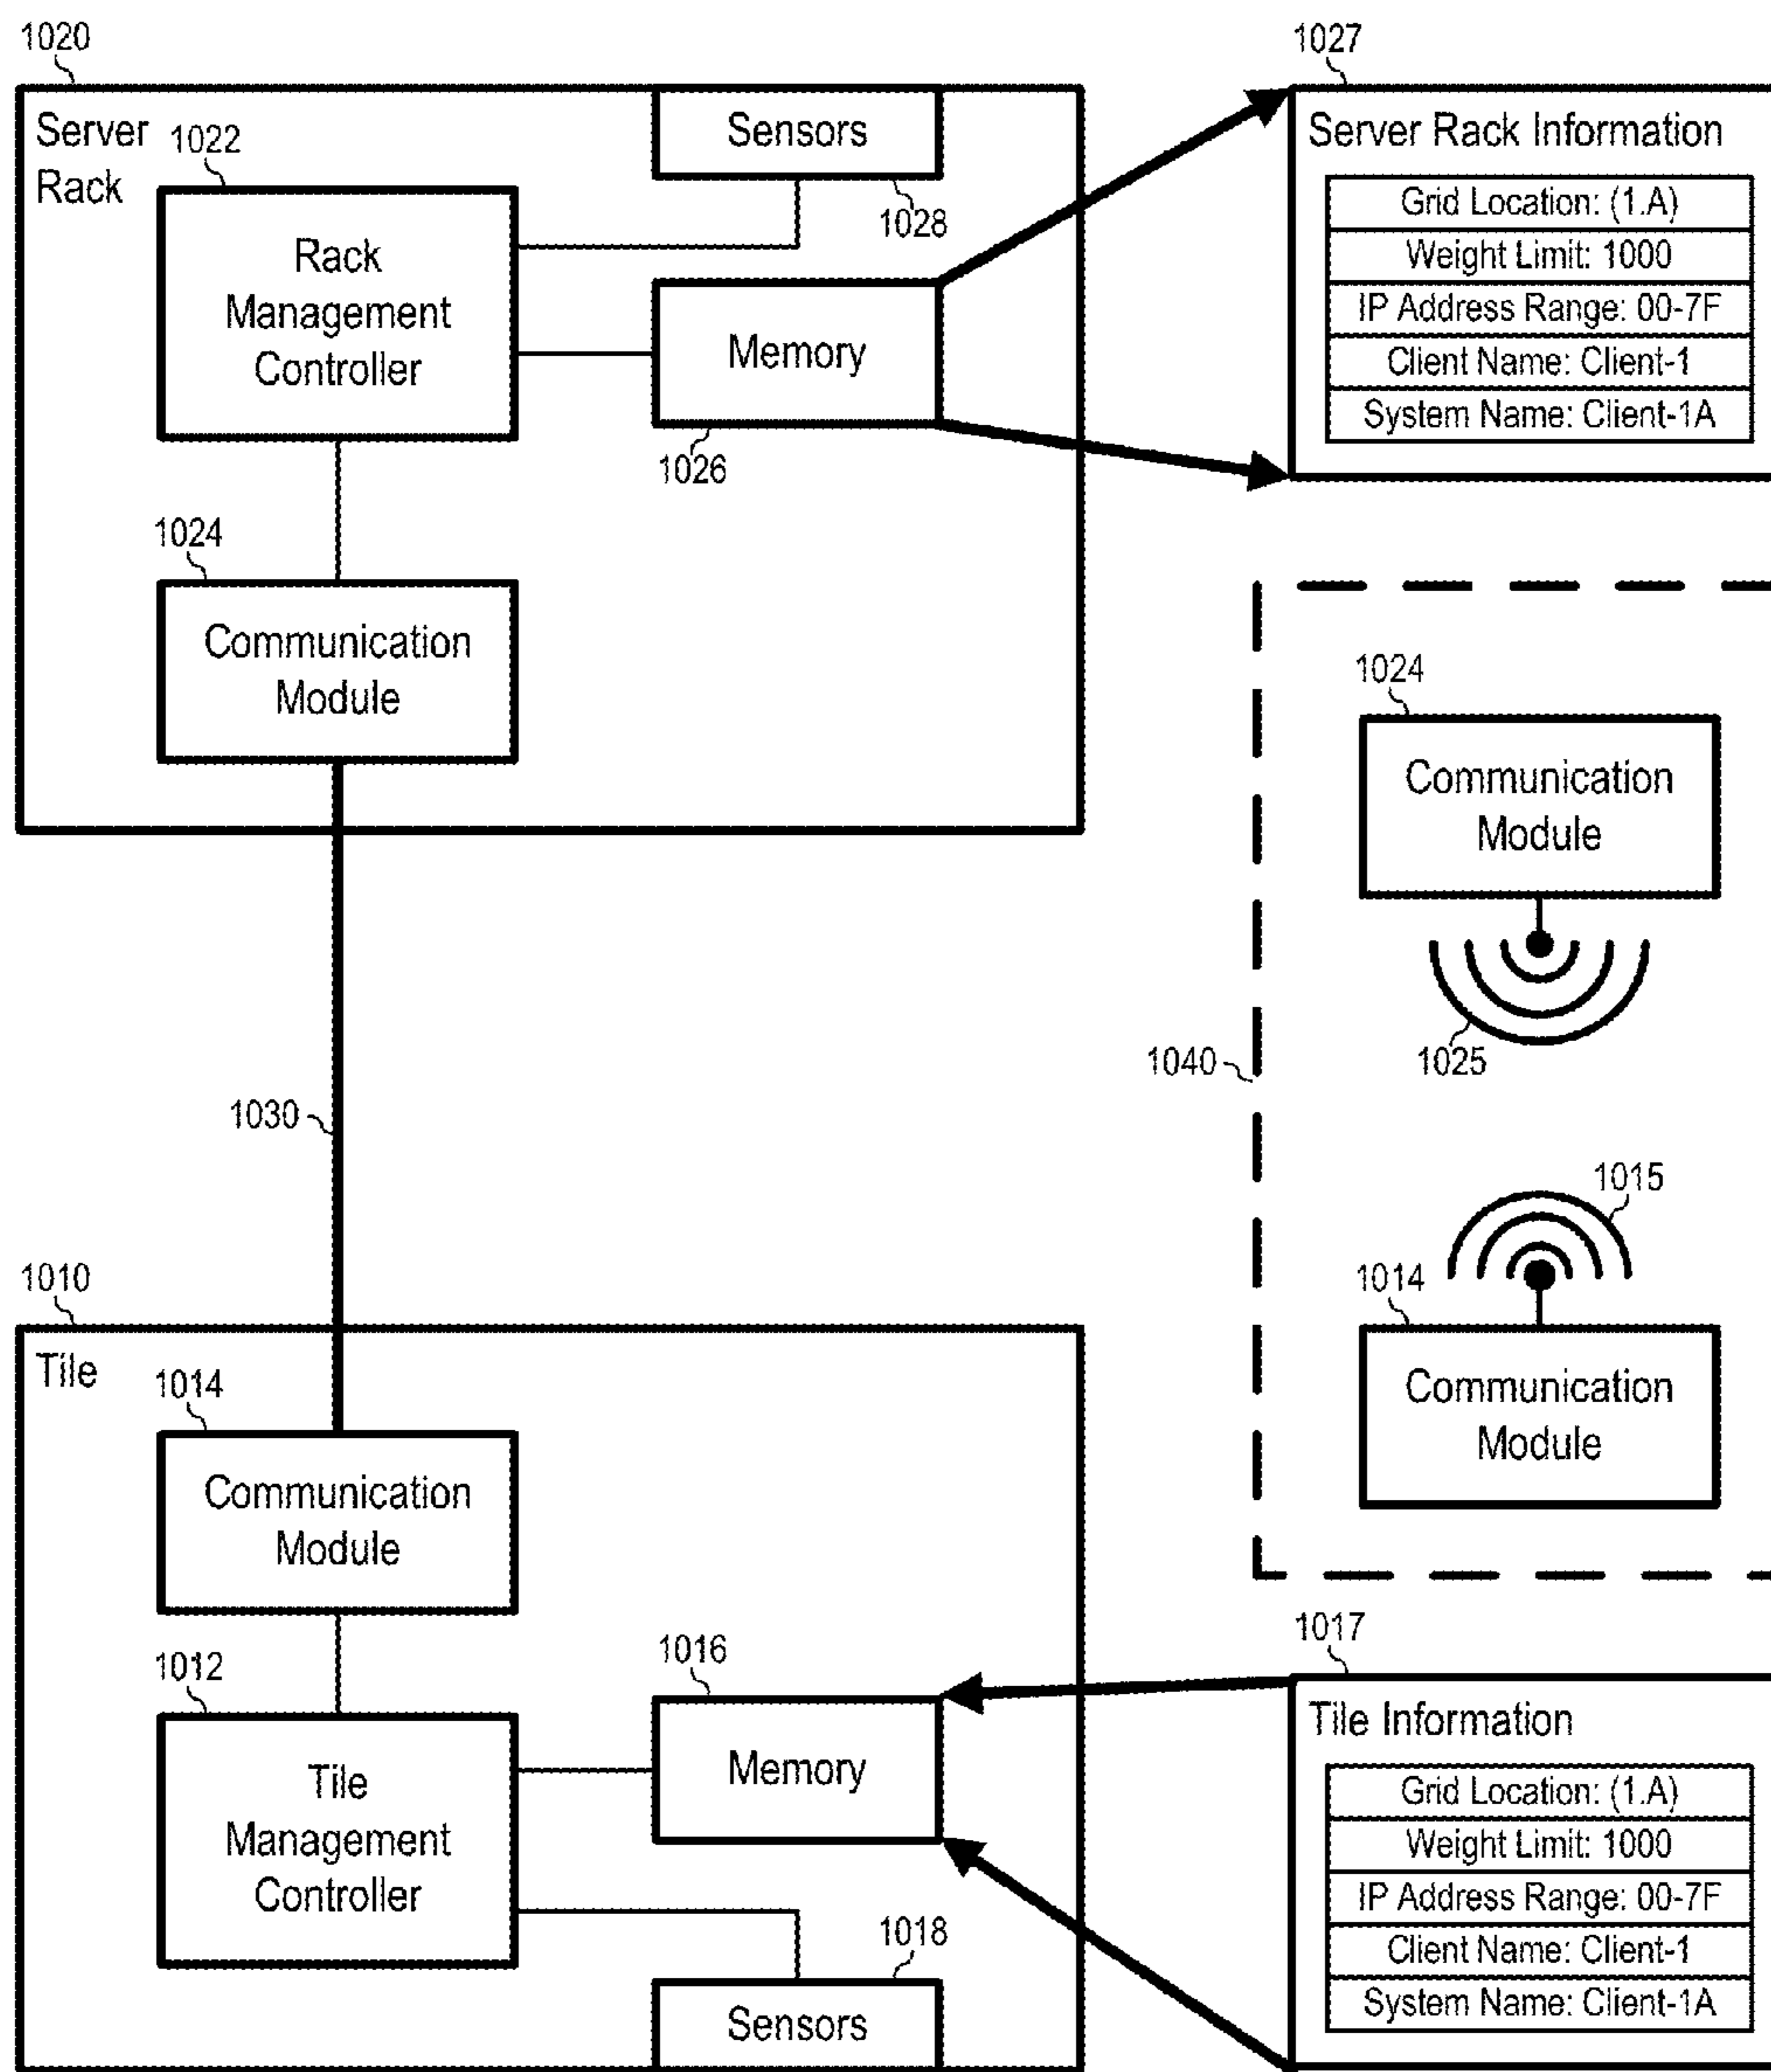 1020
Server
Rack
1022
Sensors
1028
Rack
Management
Controller
Memory
1026
1024
Communication
Module
1027
Server Rack Information
Grid Location: (1.A)
Weight Limit: 1000
IP Address Range: 00-7F
Client Name: Client-1
System Name: Client-1A
1030
1040
1024
Communication
Module
1025
1015
1014
Communication
Module
1010
Tile
1014
Communication
Module
1012
Tile
Management
Controller
1016
Memory
1018
Sensors
1017
Tile Information
Grid Location: (1.A)
Weight Limit: 1000
IP Address Range: 00-7F
Client Name: Client-1
System Name: Client-1A